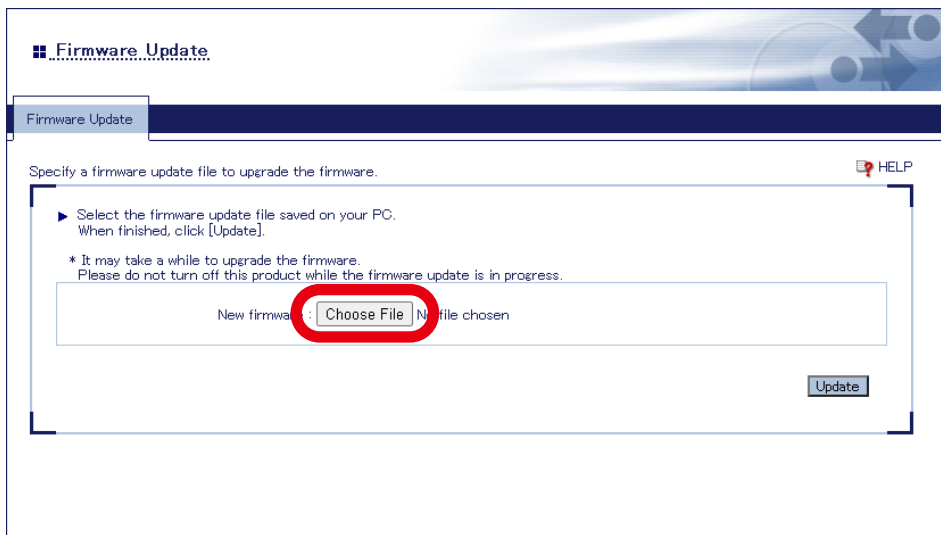 Firmware Update
Firmware Update
Specify a firmware update file to upgrade the firmware.
HELP
Select the firmware update file saved on your PC.
When finished, click [Update].
* It may take a while to upgrade the firmware.
Please do not turn off this product while the firmware update is in progress.
New firmware : Choose File No file chosen
Update